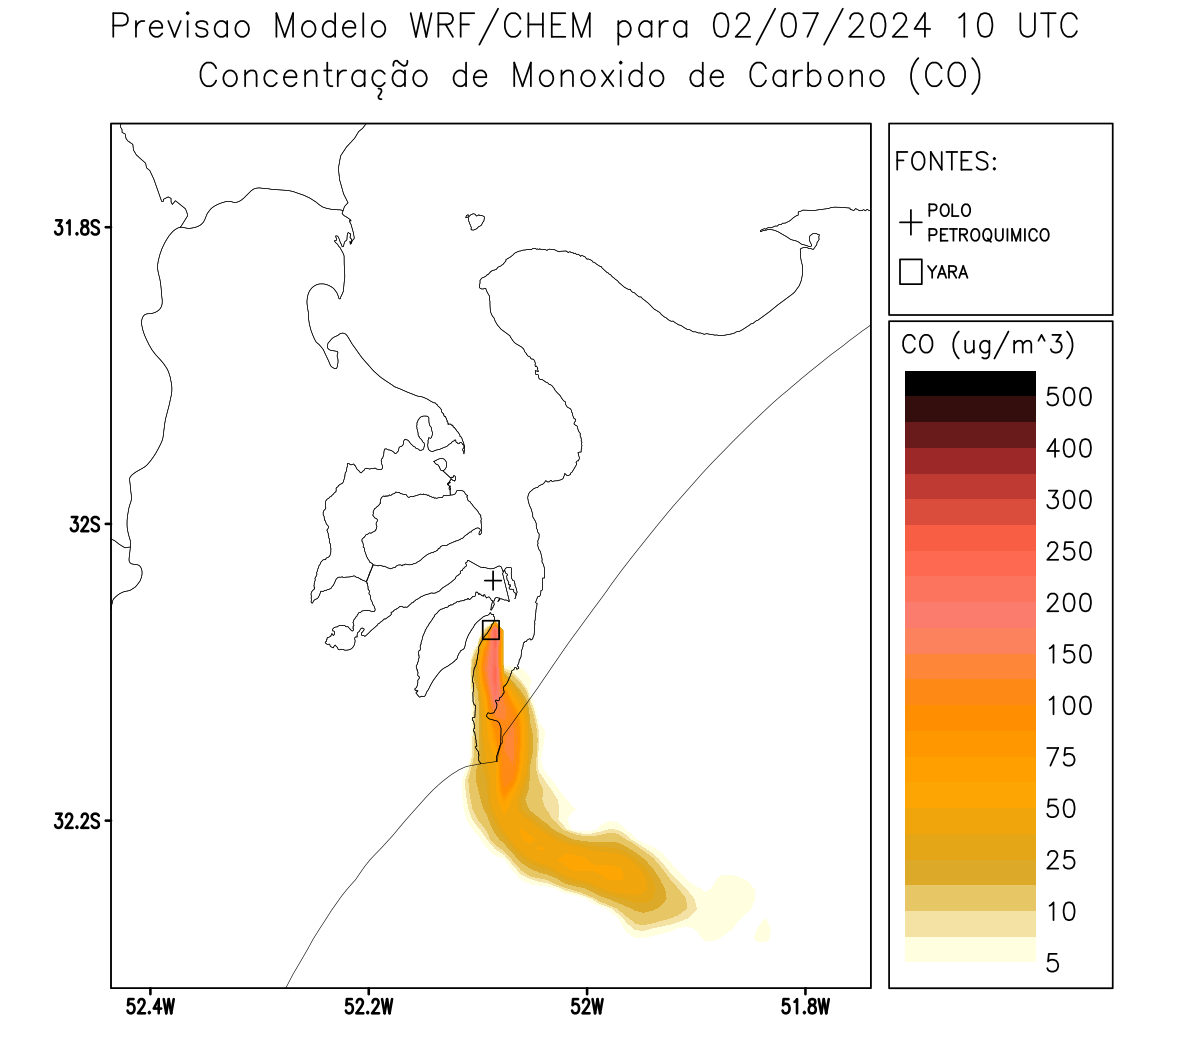 Previsao Modelo WRF/CHEM para 02/07/2024 10 UTC
Concentração de Monoxido de Carbono (CO)
FONTES:
POLO
PETROQUIMICO
YARA
CO (ug/m^3)
500
400
300
250
200
150
100
75
50
25
10
5
31.8S
32S
32.2S
52.4W
52.2W
52W
51.8W